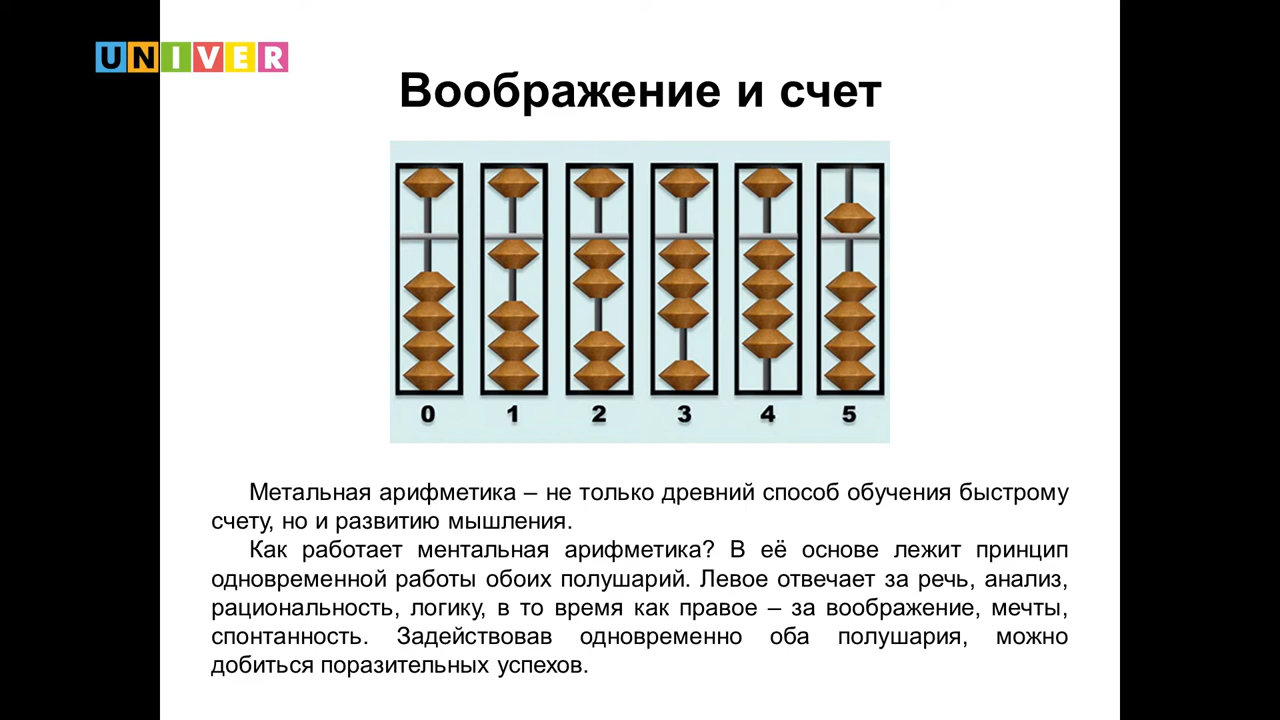 UNIVER
Воображение и счет
0 1 2 3 4 5
Метальная арифметика – не только древний способ обучения быстрому
счету, но и развитию мышления.
Как работает ментальная арифметика? В её основе лежит принцип
одновременной работы обоих полушарий. Левое отвечает за речь, анализ,
рациональность, логику, в то время как правое – за воображение, мечты,
спонтанность. Задействовав одновременно оба полушария, можно
добиться поразительных успехов.